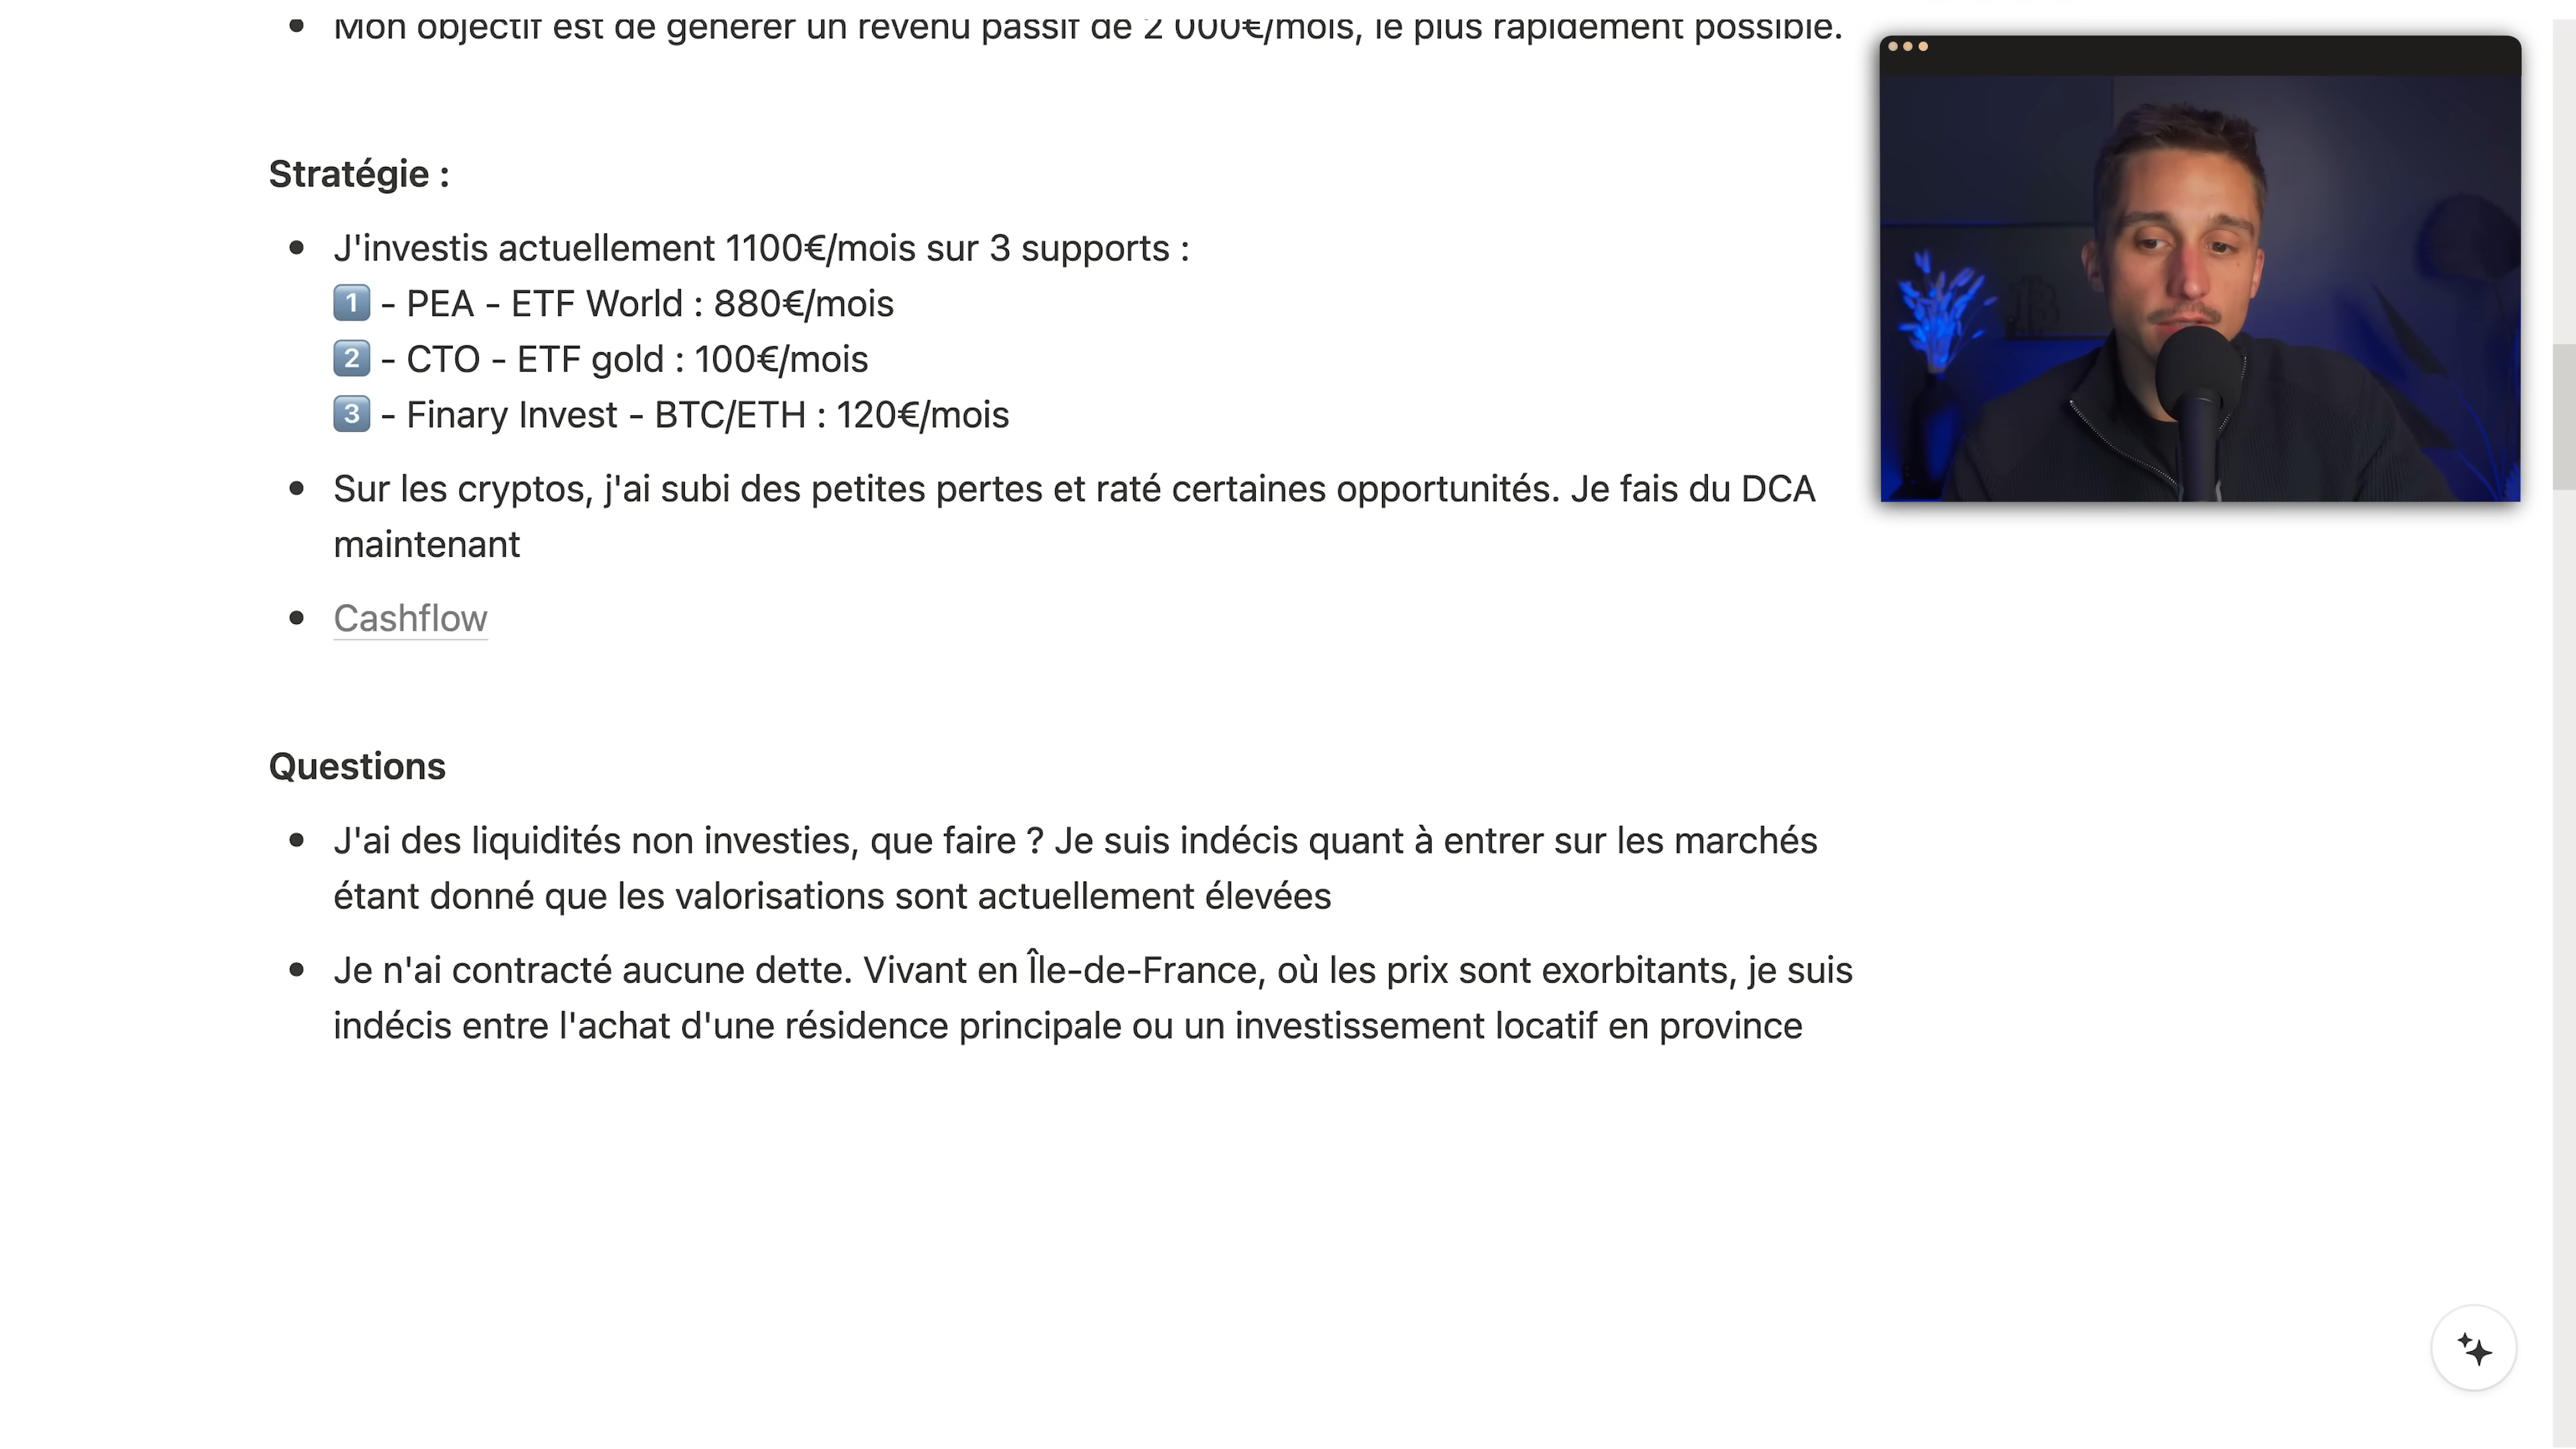 Mon objectif est de générer un revenu passif de 2 000€/mois, le plus rapidement possible.
Stratégie :
J'investis actuellement 1100€/mois sur 3 supports :
1 - PEA - ETF World : 880€/mois
2 - CTO - ETF gold : 100€/mois
3 - Finary Invest - BTC/ETH : 120€/mois
Sur les cryptos, j'ai subi des petites pertes et raté certaines opportunités. Je fais du DCA
maintenant
Cashflow
Questions
J'ai des liquidités non investies, que faire ? Je suis indécis quant à entrer sur les marchés
étant donné que les valorisations sont actuellement élevées
Je n'ai contracté aucune dette. Vivant en Île-de-France, où les prix sont exorbitants, je suis
indécis entre l'achat d'une résidence principale ou un investissement locatif en province